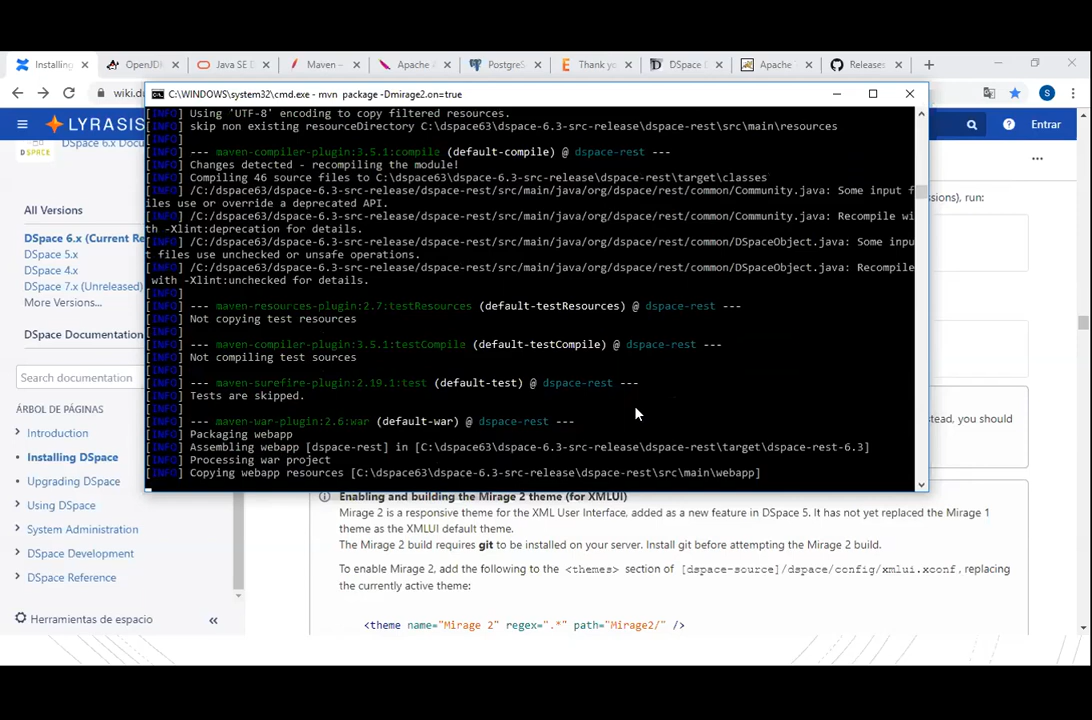 Installing
OpenJD
Java SE D
Maven –
Apache
PostgreS
Thank yo
DSpace D
Apache
Releases
wiki.du
C:\WINDOWS\system32\cmd.exe - mvn package -Dmirage2.on=true
LYRASIS
Entrar
DSPACE
DSpace 6.x Docu
All Versions
DSpace 6.x (Current Re
DSpace 5.x
DSpace 4.x
DSpace 7.x (Unreleased)
More Versions...
DSpace Documentation
Search documentation
ÁRBOL DE PÁGINAS
Introduction
Installing DSpace
Upgrading DSpace
Using DSpace
System Administration
DSpace Development
DSpace Reference
Herramientas de espacio
[INFO] Using 'UTF-8' encoding to copy filtered resources.
[INFO] skip non existing resourceDirectory C:\dspace63\dspace-6.3-src-release\dspace-rest\src\main\resources
[INFO]
[INFO] --- maven-compiler-plugin:3.5.1:compile (default-compile) @ dspace-rest ---
[INFO] Changes detected - recompiling the module!
[INFO] Compiling 46 source files to C:\dspace63\dspace-6.3-src-release\dspace-rest\target\classes
[INFO] /C:/dspace63/dspace-6.3-src-release/dspace-rest/src/main/java/org/dspace/rest/common/Community.java: Some input f
iles use or override a deprecated API.
[INFO] /C:/dspace63/dspace-6.3-src-release/dspace-rest/src/main/java/org/dspace/rest/common/Community.java: Recompile wi
th -Xlint:deprecation for details.
[INFO] /C:/dspace63/dspace-6.3-src-release/dspace-rest/src/main/java/org/dspace/rest/common/DSpaceObject.java: Some inpu
t files use unchecked or unsafe operations.
[INFO] /C:/dspace63/dspace-6.3-src-release/dspace-rest/src/main/java/org/dspace/rest/common/DSpaceObject.java: Recompile
with -Xlint:unchecked for details.
[INFO]
[INFO] --- maven-resources-plugin:2.7:testResources (default-testResources) @ dspace-rest ---
[INFO] Not copying test resources
[INFO]
[INFO] --- maven-compiler-plugin:3.5.1:testCompile (default-testCompile) @ dspace-rest ---
[INFO] Not compiling test sources
[INFO]
[INFO] --- maven-surefire-plugin:2.19.1:test (default-test) @ dspace-rest ---
[INFO] Tests are skipped.
[INFO]
[INFO] --- maven-war-plugin:2.6:war (default-war) @ dspace-rest ---
[INFO] Packaging webapp
[INFO] Assembling webapp [dspace-rest] in [C:\dspace63\dspace-6.3-src-release\dspace-rest\target\dspace-rest-6.3]
[INFO] Processing war project
[INFO] Copying webapp resources [C:\dspace63\dspace-6.3-src-release\dspace-rest\src\main\webapp]
ssions), run:
stead, you should
Enabling and building the Mirage 2 theme (for XMLUI)
Mirage 2 is a responsive theme for the XML User Interface, added as a new feature in DSpace 5. It has not yet replaced the Mirage 1
theme as the XMLUI default theme.
The Mirage 2 build requires git to be installed on your server. Install git before attempting the Mirage 2 build.
To enable Mirage 2, add the following to the <themes> section of [dspace-source]/dspace/config/xmlui.xconf, replacing
the currently active theme:
<theme name="Mirage 2" regex=".*" path="Mirage2/" />